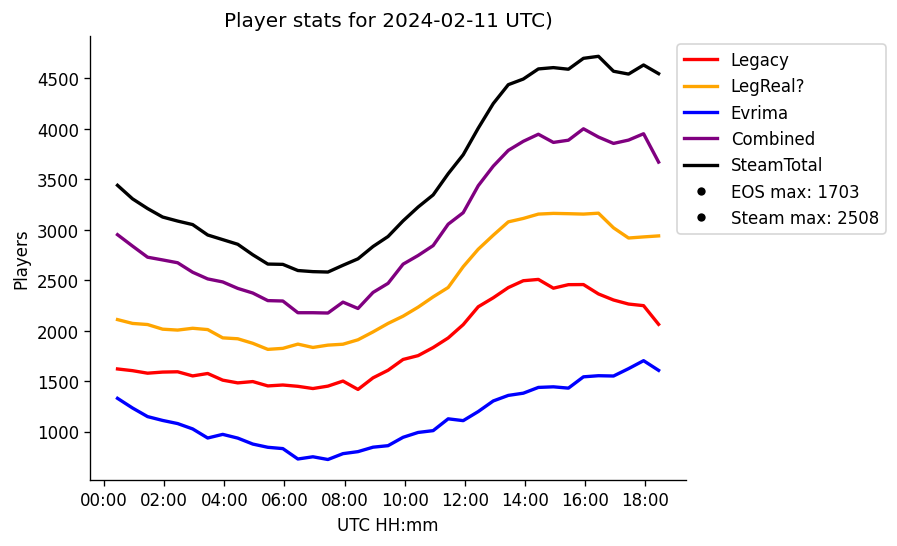 Player stats for 2024-02-11 UTC)
Legacy
LegReal?
Evrima
Combined
SteamTotal
EOS max: 1703
Steam max: 2508
Players
4500
4000
3500
3000
2500
2000
1500
1000
00:00 02:00 04:00 06:00 08:00 10:00 12:00 14:00 16:00 18:00
UTC HH:mm